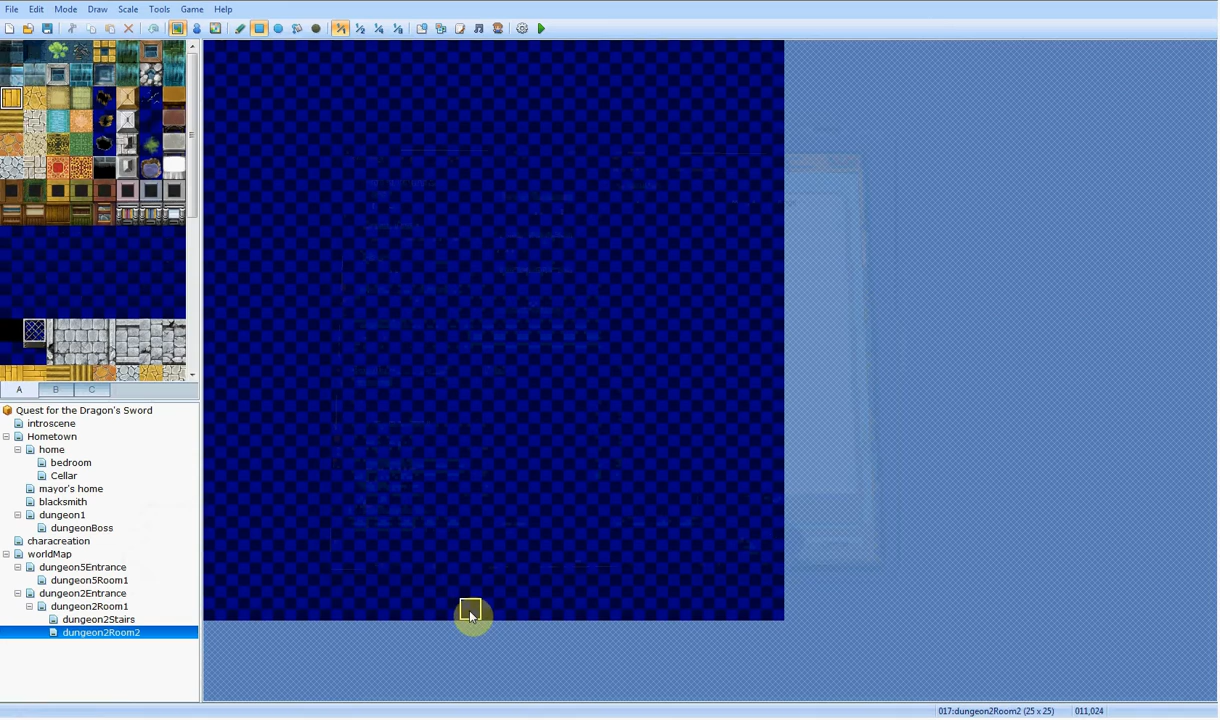 File Edit Mode Draw Scale Tools Game Help
A B C
Quest for the Dragon's Sword
introscene
Hometown
home
bedroom
Cellar
mayor's home
blacksmith
dungeon1
dungeonBoss
characreation
worldMap
dungeon5Entrance
dungeon5Room1
dungeon2Entrance
dungeon2Room1
dungeon2Stairs
dungeon2Room2
017:dungeon2Room2 (25 x 25) 011,024